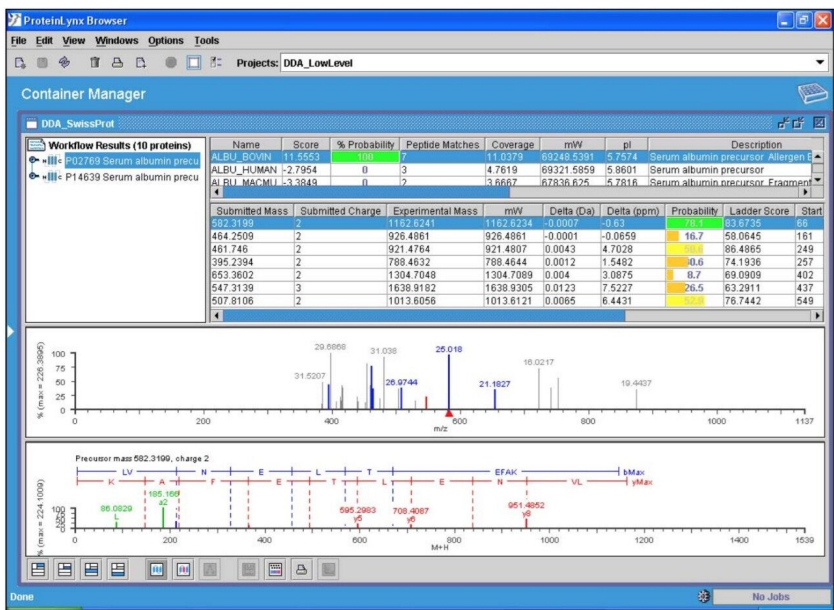 ProteinLynx Browser
File Edit View Windows Options Tools
Projects: DDA_LowLevel
Container Manager
DDA_SwissProt
Workflow Results (10 proteins)
P02769 Serum albumin precu
P14639 Serum albumin precu
Name Score % Probability Peptide Matches Coverage mW pI Description
ALBU_BOVIN 11.5553 100 7 11.0379 69248.5391 5.7574 Serum albumin precursor Allergen B
ALBU_HUMAN -2.7954 0 3 4.7619 69321.5859 5.8601 Serum albumin precursor
ALBU_MACMU -3.3849 0 2 3.6667 67836.625 5.7816 Serum albumin precursor Fragment
Submitted Mass Submitted Charge Experimental Mass mW Delta (Da) Delta (ppm) Probability Ladder Score Start
582.3199 2 1162.6241 1162.6234 -0.0007 -0.63 83.6735 66
464.2509 2 926.4861 926.4861 -0.0001 -0.0659 16.7 58.0645 161
461.746 2 921.4764 921.4807 0.0043 4.7028 86.4865 249
395.2394 2 788.4632 788.4644 0.0012 1.5482 74.1936 257
653.3602 2 1304.7048 1304.7089 0.004 3.0875 8.7 69.0909 402
547.3139 3 1638.9182 1638.9305 0.0123 7.5227 26.5 63.2911 437
507.8106 2 1013.6056 1013.6121 0.0065 6.4431 76.7442 549
% (max = 226.3895)
100
75
50
25
0
29.6868 31.038 25.018 16.0217
31.5207 26.9744 21.1827 19.4437
0 200 400 600 800 1000 1137
m/z
Precursor mass 582.3199, charge 2
LV N E L T EFAK bMax
K A F E T L E N VL yMax
% (max = 224.1009)
100
86.0829
L
185.166
a2
595.2983
y5
708.4087
y6
951.4852
y8
0 200 400 600 800 1000 1200 1400 1539
M+H
Done
No Jobs